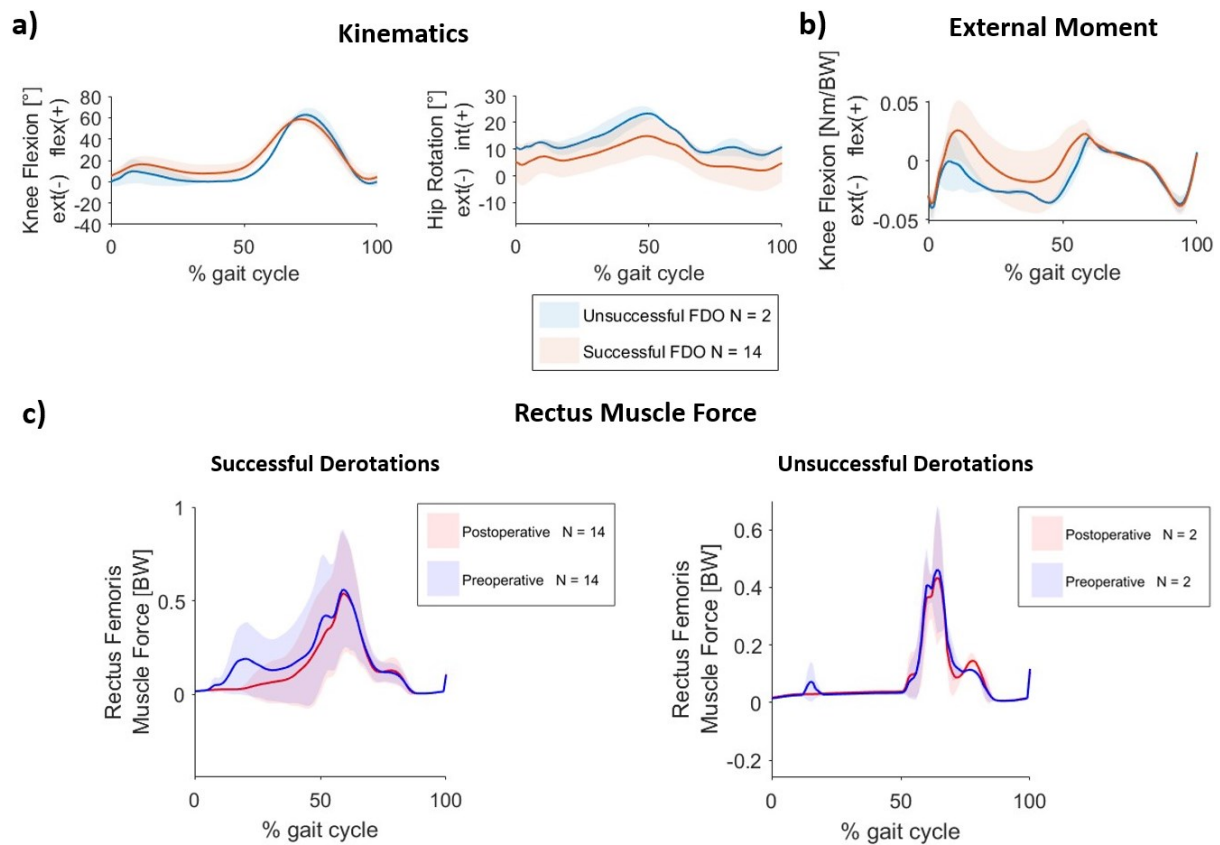 a)
Kinematics
b)
External Moment
Knee Flexion [°]
ext(-) flex(+)
80
60
40
20
0
-20
-40
0
50
100
% gait cycle
Hip Rotation [°]
ext(-) int(+)
30
20
10
0
-10
0
50
100
% gait cycle
Knee Flexion [Nm/BW]
ext(-) flex(+)
0.05
0
-0.05
0
50
100
% gait cycle
Unsuccessful FDO N = 2
Successful FDO N = 14
c)
Rectus Muscle Force
Successful Derotations
Rectus Femoris
Muscle Force [BW]
1
0.5
0
0
50
100
% gait cycle
Postoperative N = 14
Preoperative N = 14
Unsuccessful Derotations
Rectus Femoris
Muscle Force [BW]
0.6
0.4
0.2
0
-0.2
0
50
100
% gait cycle
Postoperative N = 2
Preoperative N = 2